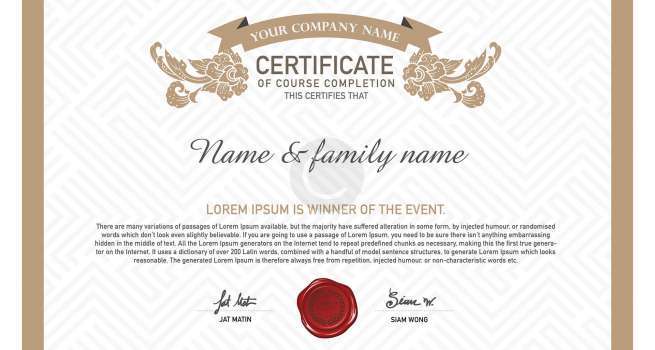 YOUR COMPANY NAME
CERTIFICATE
OF COURSE COMPLETION
THIS CERTIFIES THAT
Name & family name
LOREM IPSUM IS WINNER OF THE EVENT.
There are many variations of passages of Lorem Ipsum available, but the majority have suffered alteration in some form, by injected humour, or randomised
words which don't look even slightly believable. If you are going to use a passage of Lorem Ipsum, you need to be sure there isn't anything embarrassing
hidden in the middle of text. All the Lorem Ipsum generators on the Internet tend to repeat predefined chunks as necessary, making this the first true genera-
tor on the Internet. It uses a dictionary of over 200 Latin words, combined with a handful of model sentence structures, to generate Lorem Ipsum which looks
reasonable. The generated Lorem Ipsum is therefore always free from repetition, injected humour, or non-characteristic words etc.
Jat Mat
Siam W.
JAT MATIN
SIAM WONG